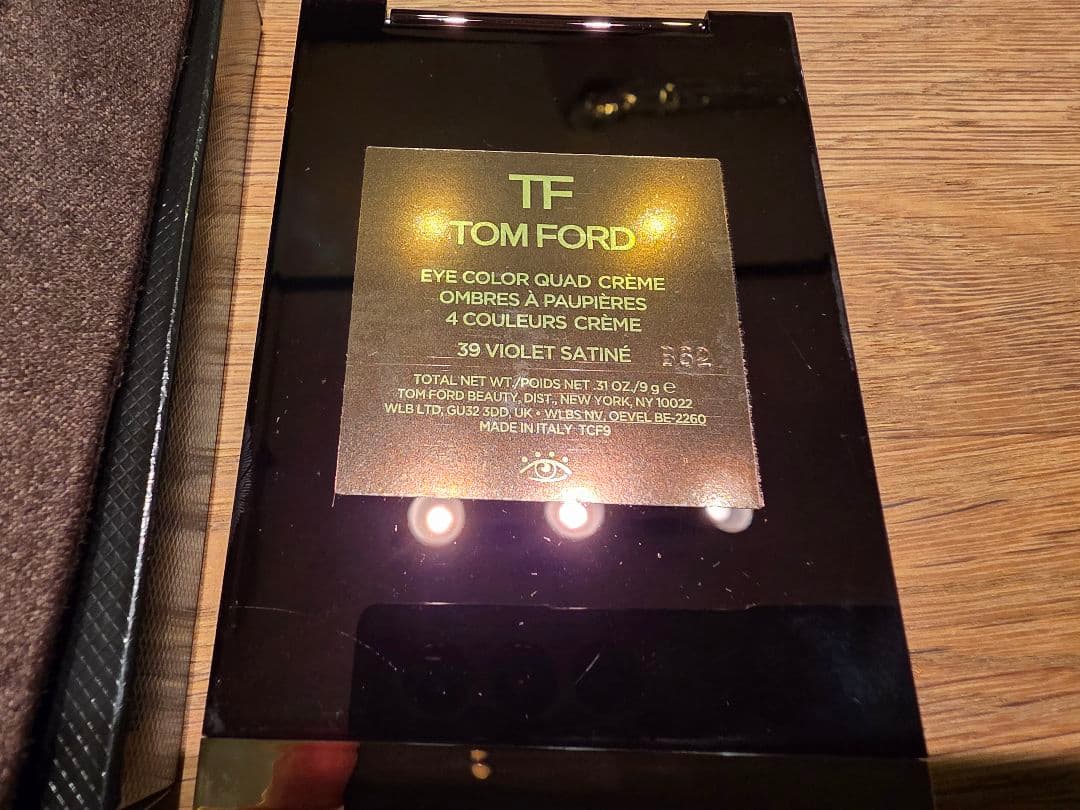 TF
TOM FORD
EYE COLOR QUAD CRÈME
OMBRES À PAUPIÈRES
4 COULEURS CRÈME
39 VIOLET SATINÉ B62
TOTAL NET WT./POIDS NET .31 OZ./9 g ℮
TOM FORD BEAUTY, DIST., NEW YORK, NY 10022
WLB LTD, GU32 3DD, UK • WLBS NV, OEVEL BE-2260
MADE IN ITALY TCF9